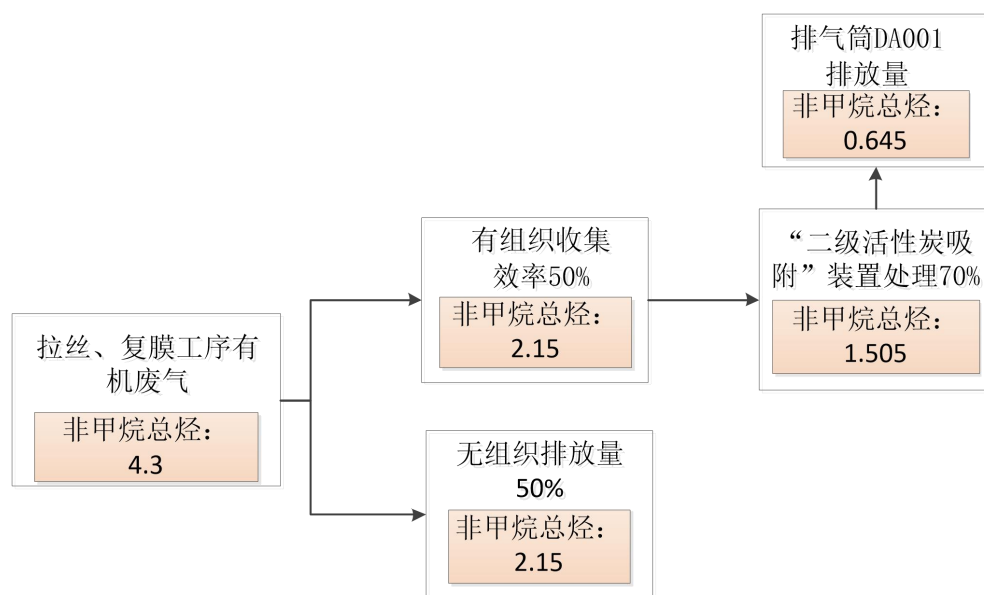 排气筒DA001
排放量
非甲烷总烃：
0.645
有组织收集
效率50%
非甲烷总烃：
2.15
“二级活性炭吸
附”装置处理70%
非甲烷总烃：
1.505
拉丝、复膜工序有
机废气
非甲烷总烃：
4.3
无组织排放量
50%
非甲烷总烃：
2.15